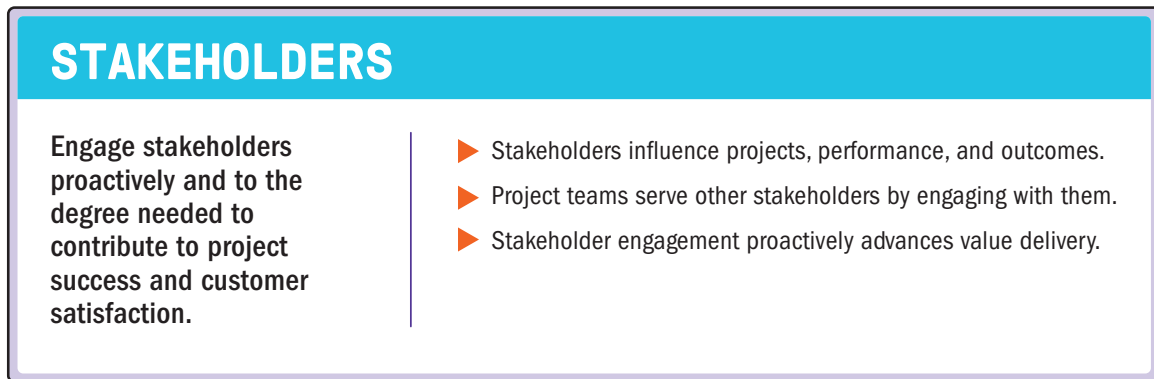 STAKEHOLDERS
Engage stakeholders
proactively and to the
degree needed to
contribute to project
success and customer
satisfaction.
Stakeholders influence projects, performance, and outcomes.
Project teams serve other stakeholders by engaging with them.
Stakeholder engagement proactively advances value delivery.